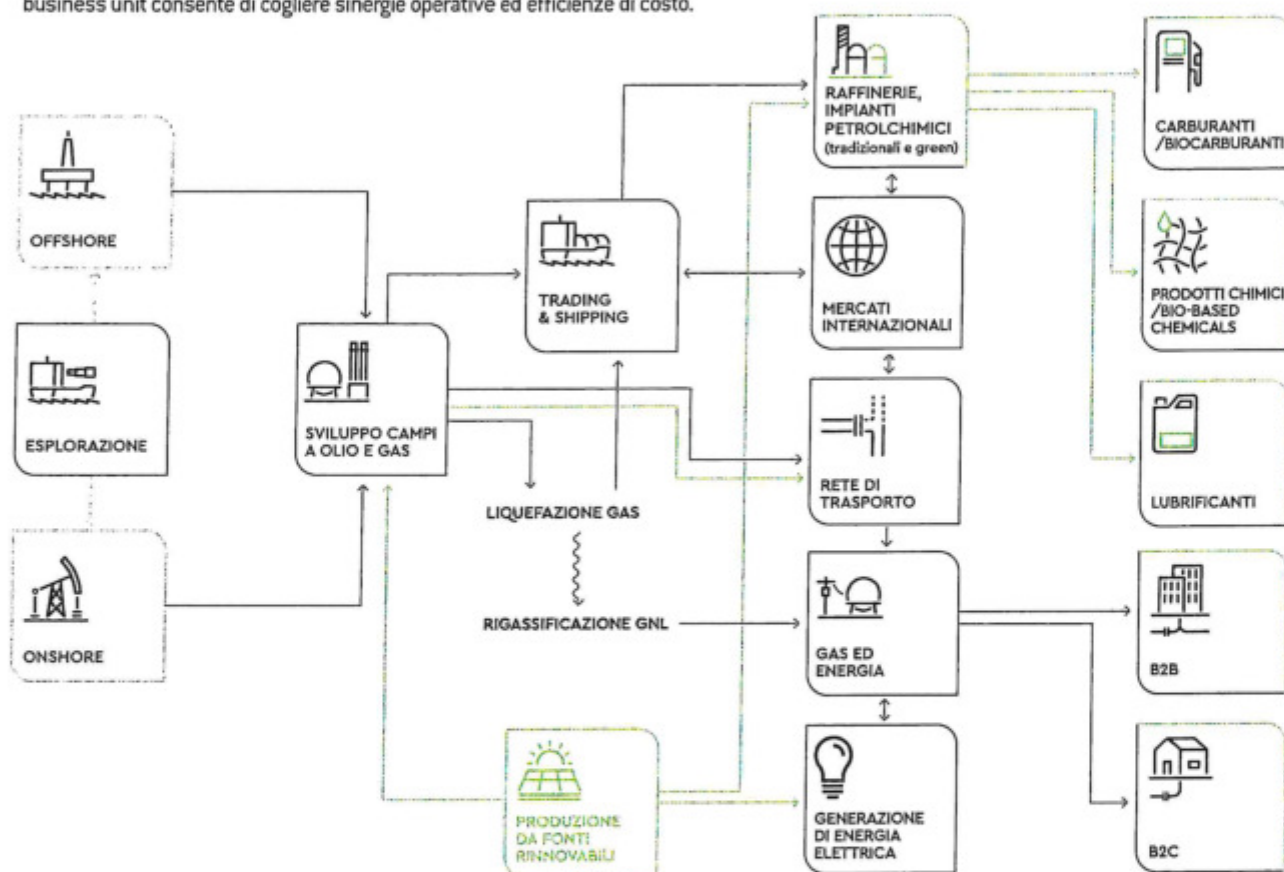 business unit consente di cogliere sinergie operative ed efficienze di costo.
OFFSHORE
ESPLORAZIONE
ONSHORE
SVILUPPO CAMPI
A OLIO E GAS
TRADING
& SHIPPING
LIQUEFAZIONE GAS
RIGASSIFICAZIONE GNL
PRODUZIONE
DA FONTI
RINNOVABILI
RAFFINERIE,
IMPIANTI
PETROLCHIMICI
(tradizionali e green)
MERCATI
INTERNAZIONALI
RETE DI
TRASPORTO
GAS ED
ENERGIA
GENERAZIONE
DI ENERGIA
ELETTRICA
CARBURANTI
/BIOCARBURANTI
PRODOTTI CHIMICI
/BIO-BASED
CHEMICALS
LUBRIFICANTI
B2B
B2C